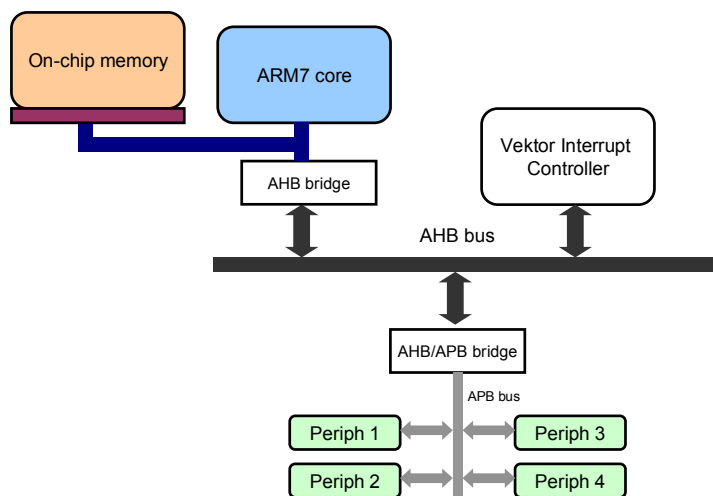 On-chip memory
ARM7 core
Vektor Interrupt
Controller
AHB bridge
AHB bus
AHB/APB bridge
APB bus
Periph 1
Periph 3
Periph 2
Periph 4